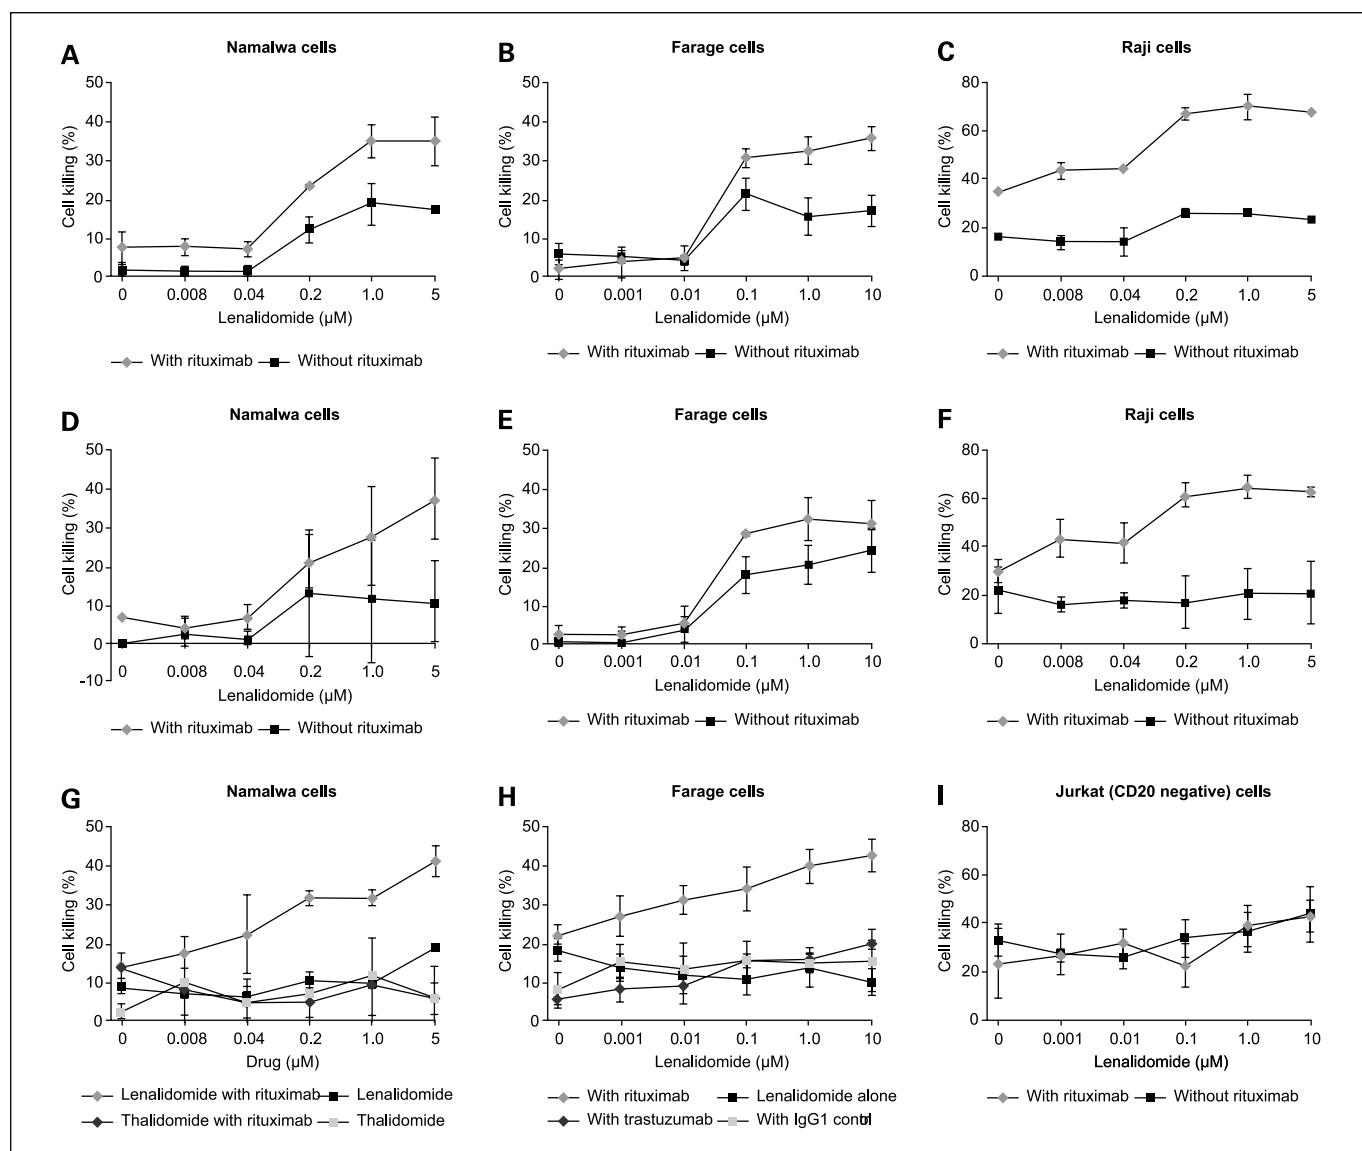 A
Namalwa cells
50
40
30
20
10
0
Cell killing (%)
0 0.008 0.04 0.2 1.0 5
Lenalidomide (µM)
With rituximab Without rituximab
B
Farage cells
50
40
30
20
10
0
Cell killing (%)
0 0.001 0.01 0.1 1.0 10
Lenalidomide (µM)
With rituximab Without rituximab
C
Raji cells
80
60
40
20
0
Cell killing (%)
0 0.008 0.04 0.2 1.0 5
Lenalidomide (µM)
With rituximab Without rituximab
D
Namalwa cells
50
40
30
20
10
0
-10
Cell killing (%)
0 0.008 0.04 0.2 1.0 5
Lenalidomide (µM)
With rituximab Without rituximab
E
Farage cells
50
40
30
20
10
0
Cell killing (%)
0 0.001 0.01 0.1 1.0 10
Lenalidomide (µM)
With rituximab Without rituximab
F
Raji cells
80
60
40
20
0
Cell killing (%)
0 0.008 0.04 0.2 1.0 5
Lenalidomide (µM)
With rituximab Without rituximab
G
Namalwa cells
50
40
30
20
10
0
Cell killing (%)
0 0.008 0.04 0.2 1.0 5
Drug (µM)
Lenalidomide with rituximab Lenalidomide
Thalidomide with rituximab Thalidomide
H
Farage cells
50
40
30
20
10
0
Cell killing (%)
0 0.001 0.01 0.1 1.0 10
Lenalidomide (µM)
With rituximab Lenalidomide alone
With trastuzumab With IgG1 control
I
Jurkat (CD20 negative) cells
80
60
40
20
0
Cell killing (%)
0 0.001 0.01 0.1 1.0 10
Lenalidomide (µM)
With rituximab Without rituximab